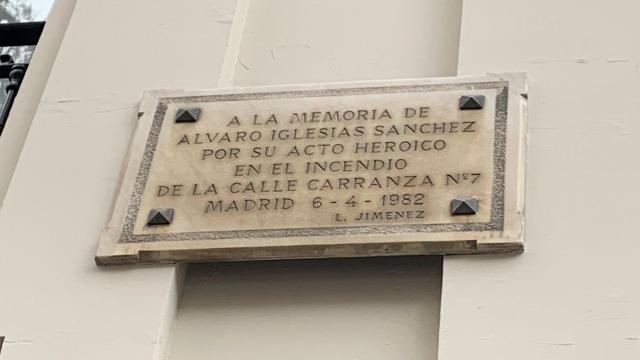 A LA MEMORIA DE
ALVARO IGLESIAS SANCHEZ
POR SU ACTO HEROICO
EN EL INCENDIO
DE LA CALLE CARRANZA Nº7
MADRID 6-4-1982
L. JIMENEZ